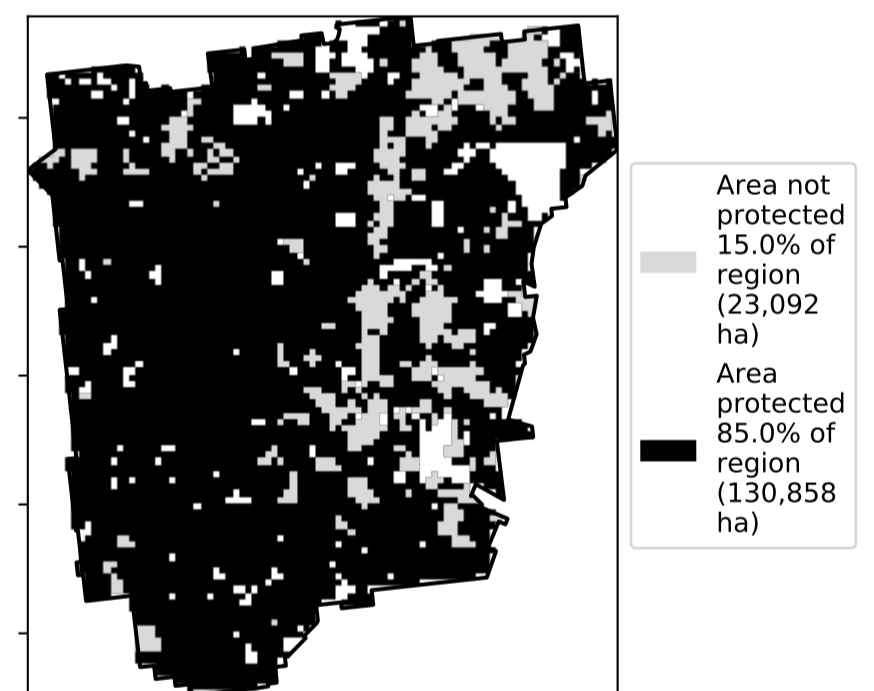 Area not
protected
15.0% of
region
(23,092
ha)
Area
protected
85.0% of
region
(130,858
ha)